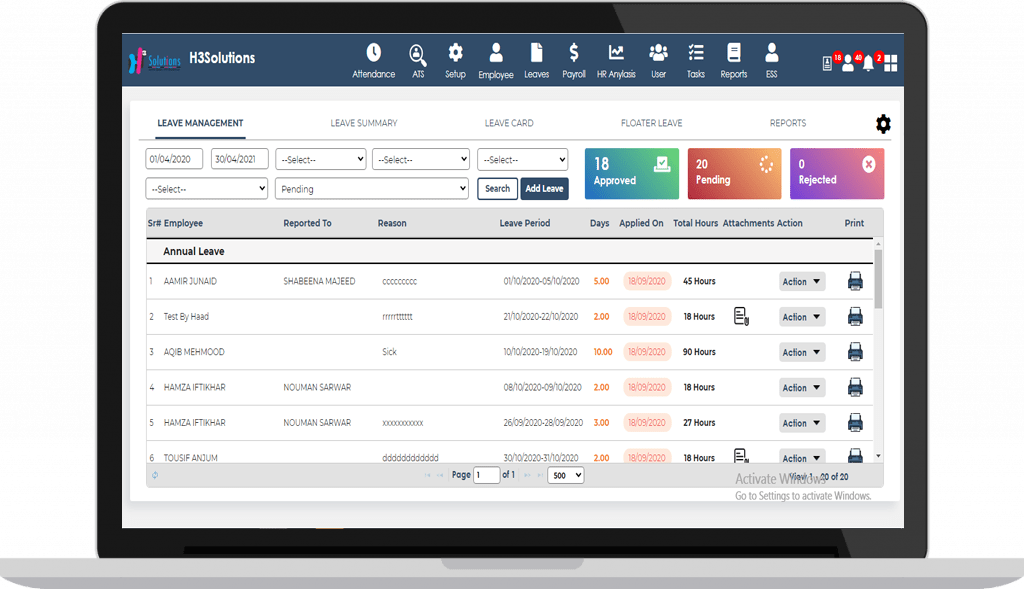 H3 Solutions H3Solutions
Attendance ATS Setup Employee Leaves Payroll HR Anylasis User Tasks Reports ESS
18 40 2
LEAVE MANAGEMENT LEAVE SUMMARY LEAVE CARD FLOATER LEAVE REPORTS
01/04/2020 30/04/2021 --Select-- --Select-- --Select--
--Select-- Pending Search Add Leave
18 Approved
20 Pending
0 Rejected
Sr# Employee Reported To Reason Leave Period Days Applied On Total Hours Attachments Action Print
Annual Leave
1 AAMIR JUNAID SHABEENA MAJEED ccccccccc 01/10/2020-05/10/2020 5.00 18/09/2020 45 Hours Action
2 Test By Haad rrrrrrtttttt 21/10/2020-22/10/2020 2.00 18/09/2020 18 Hours Action
3 AQIB MEHMOOD Sick 10/10/2020-19/10/2020 10.00 18/09/2020 90 Hours Action
4 HAMZA IFTIKHAR NOUMAN SARWAR 08/10/2020-09/10/2020 2.00 18/09/2020 18 Hours Action
5 HAMZA IFTIKHAR NOUMAN SARWAR xxxxxxxxxxx 26/09/2020-28/09/2020 3.00 18/09/2020 27 Hours Action
6 TOUSIF ANJUM dddddddddddd 30/10/2020-31/10/2020 2.00 18/09/2020 18 Hours Action
Page 1 of 1 500 View 1 - 20 of 20
Activate Windows
Go to Settings to activate Windows.